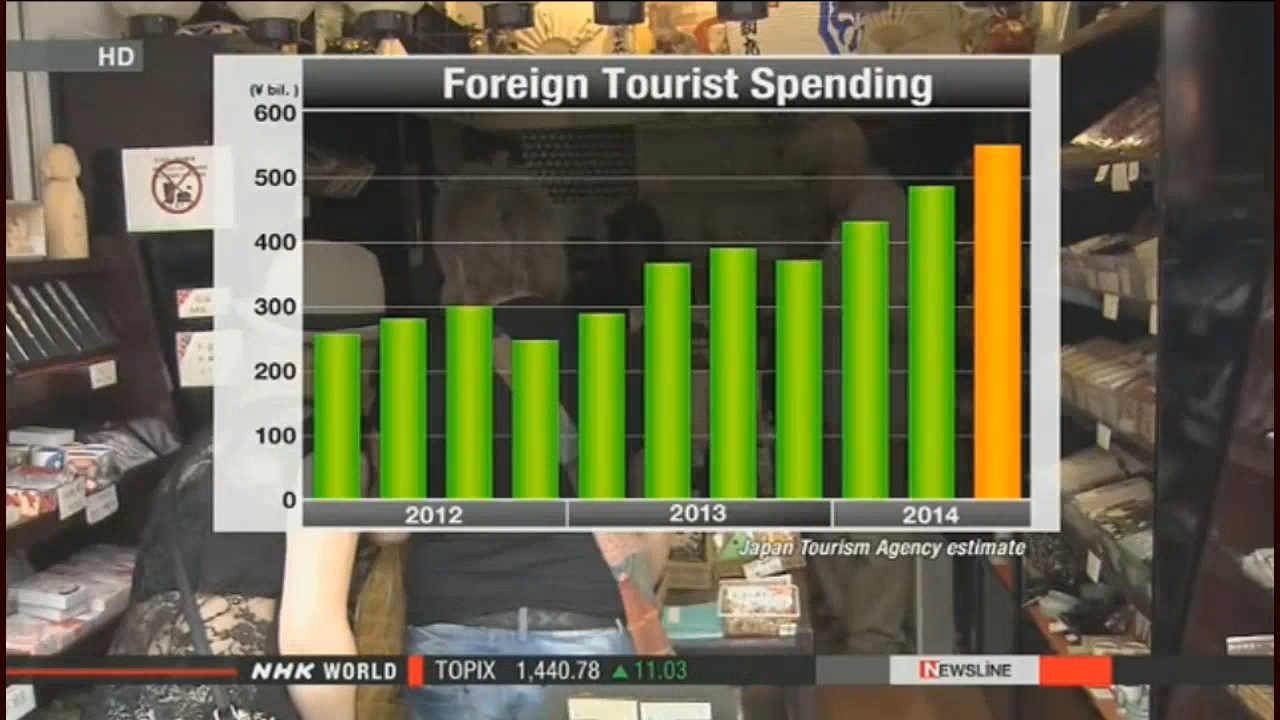 HD
Foreign Tourist Spending
(¥ bil.)
600
500
400
300
200
100
0
2012 2013 2014
Japan Tourism Agency estimate
NHK WORLD TOPIX 1,440.78 ▲11.03 NEWSLINE